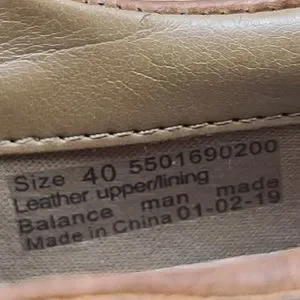 Size 40 5501690200
Leather upper/lining
Balance man made
Made in China 01-02-19